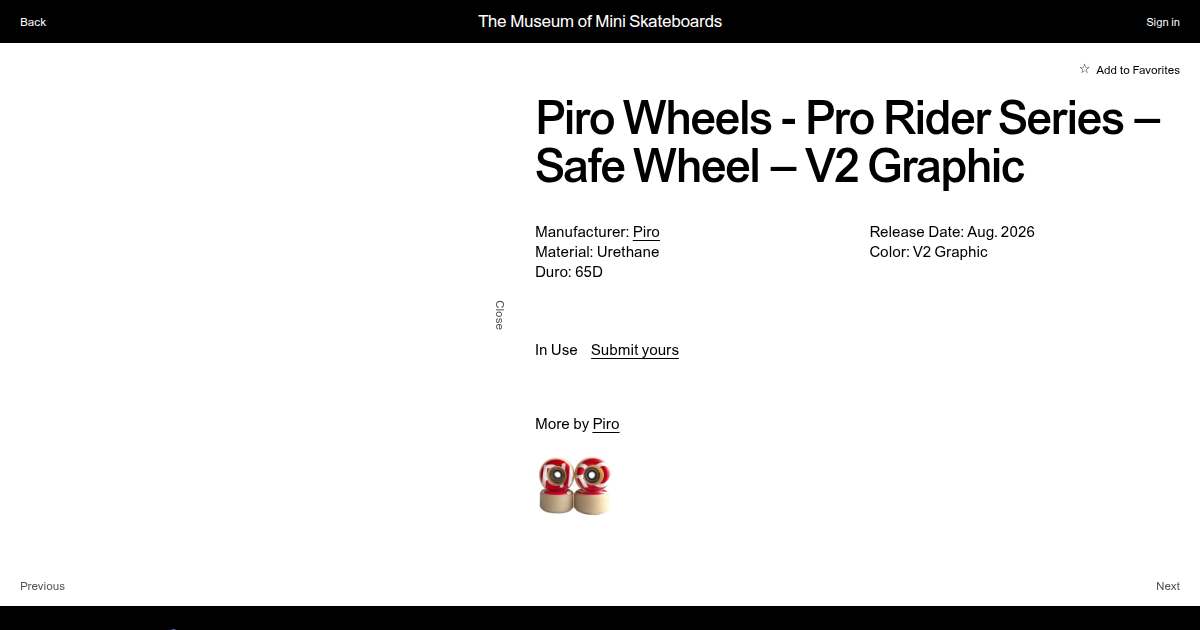 Back
The Museum of Mini Skateboards
Sign in
☆ Add to Favorites
Piro Wheels - Pro Rider Series –
Safe Wheel – V2 Graphic
Manufacturer: Piro
Release Date: Aug. 2026
Material: Urethane
Color: V2 Graphic
Duro: 65D
Close
In Use Submit yours
More by Piro
Previous
Next